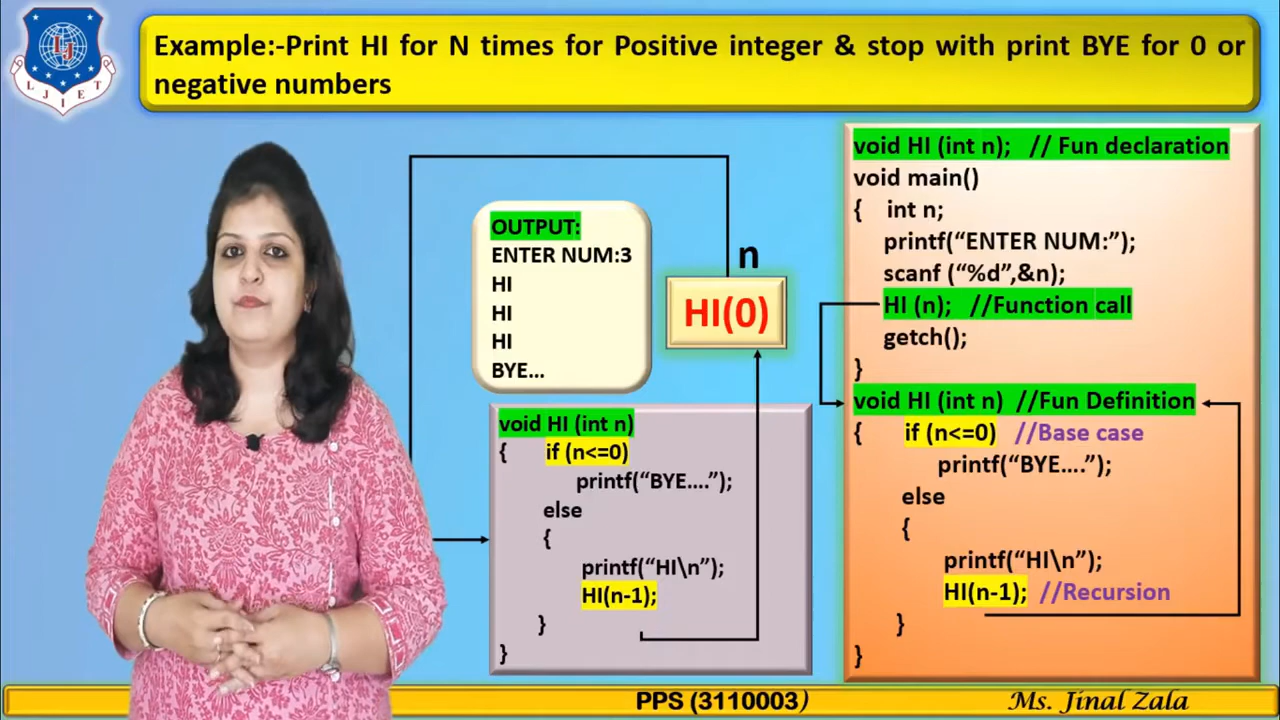 LJIET
Example:-Print HI for N times for Positive integer & stop with print BYE for 0 or
negative numbers
OUTPUT:
ENTER NUM:3
HI
HI
HI
BYE...
n
HI(0)
void HI (int n)
{ if (n<=0)
printf(“BYE....”);
else
{
printf(“HI\n”);
HI(n-1);
}
}
void HI (int n); // Fun declaration
void main()
{ int n;
printf(“ENTER NUM:”);
scanf (“%d”,&n);
HI (n); //Function call
getch();
}
void HI (int n) //Fun Definition
{ if (n<=0) //Base case
printf(“BYE....”);
else
{
printf(“HI\n”);
HI(n-1); //Recursion
}
}
PPS (3110003)
Ms. Jinal Zala